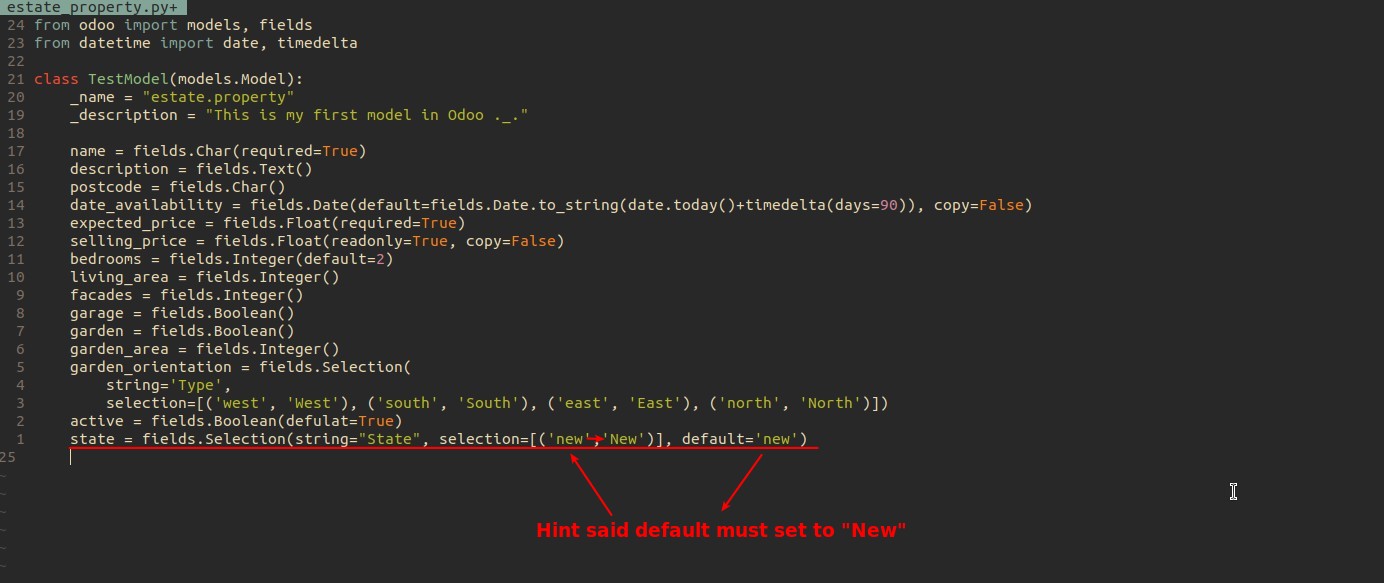 estate_property.py+
24 from odoo import models, fields
23 from datetime import date, timedelta
22
21 class TestModel(models.Model):
20     _name = "estate.property"
19     _description = "This is my first model in Odoo ._."
18
17     name = fields.Char(required=True)
16     description = fields.Text()
15     postcode = fields.Char()
14     date_availability = fields.Date(default=fields.Date.to_string(date.today()+timedelta(days=90)), copy=False)
13     expected_price = fields.Float(required=True)
12     selling_price = fields.Float(readonly=True, copy=False)
11     bedrooms = fields.Integer(default=2)
10     living_area = fields.Integer()
9     facades = fields.Integer()
8     garage = fields.Boolean()
7     garden = fields.Boolean()
6     garden_area = fields.Integer()
5     garden_orientation = fields.Selection(
4         string='Type',
3         selection=[('west', 'West'), ('south', 'South'), ('east', 'East'), ('north', 'North')])
2     active = fields.Boolean(defulat=True)
1     state = fields.Selection(string="State", selection=[('new','New')], default='new')
25
~
~
~
~
~
~
Hint said default must set to "New"